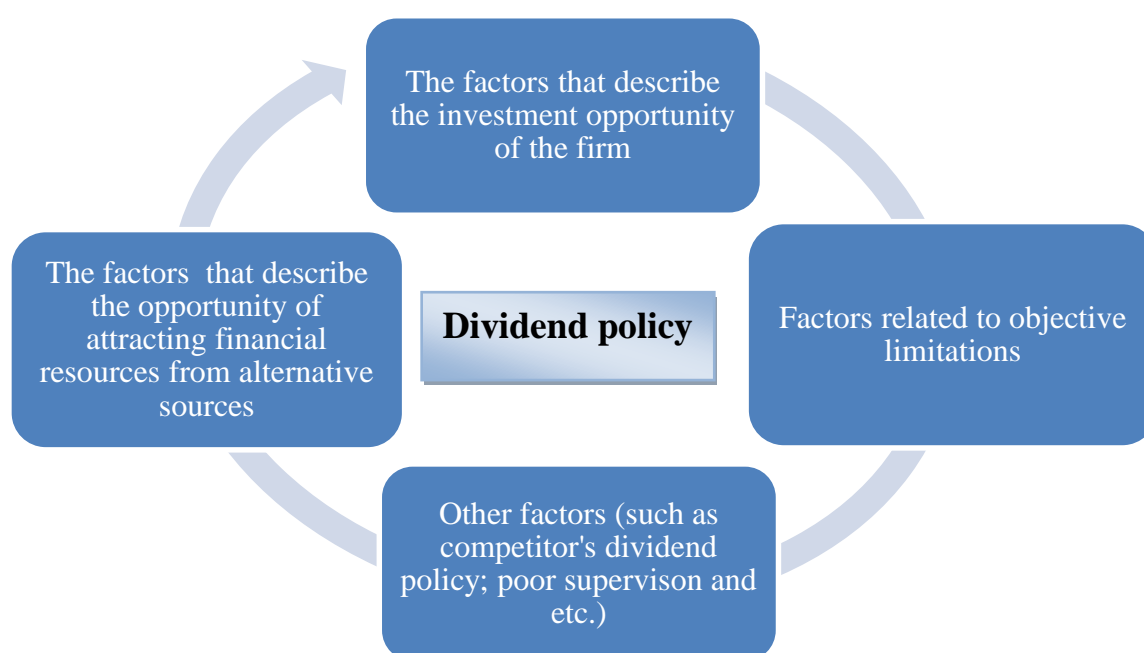 The factors that describe
the investment opportunity
of the firm
The factors that describe
the opportunity of
attracting financial
resources from alternative
sources
Dividend policy
Factors related to objective
limitations
Other factors (such as
competitor's dividend
policy; poor supervison and
etc.)